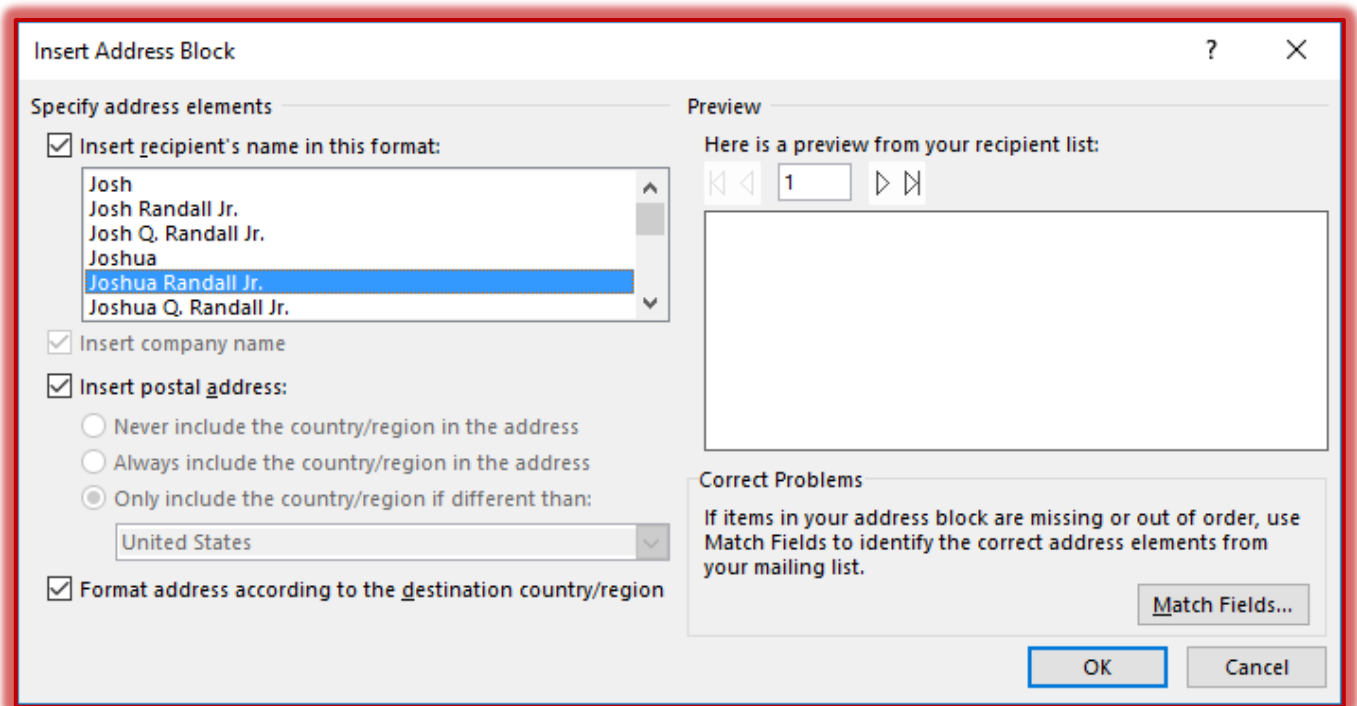 Insert Address Block
Specify address elements
Insert recipient's name in this format:
Josh
Josh Randall Jr.
Josh Q. Randall Jr.
Joshua
Joshua Randall Jr.
Joshua Q. Randall Jr.
Insert company name
Insert postal address:
Never include the country/region in the address
Always include the country/region in the address
Only include the country/region if different than:
United States
Format address according to the destination country/region
Preview
Here is a preview from your recipient list:
1
Correct Problems
If items in your address block are missing or out of order, use
Match Fields to identify the correct address elements from
your mailing list.
Match Fields...
OK
Cancel